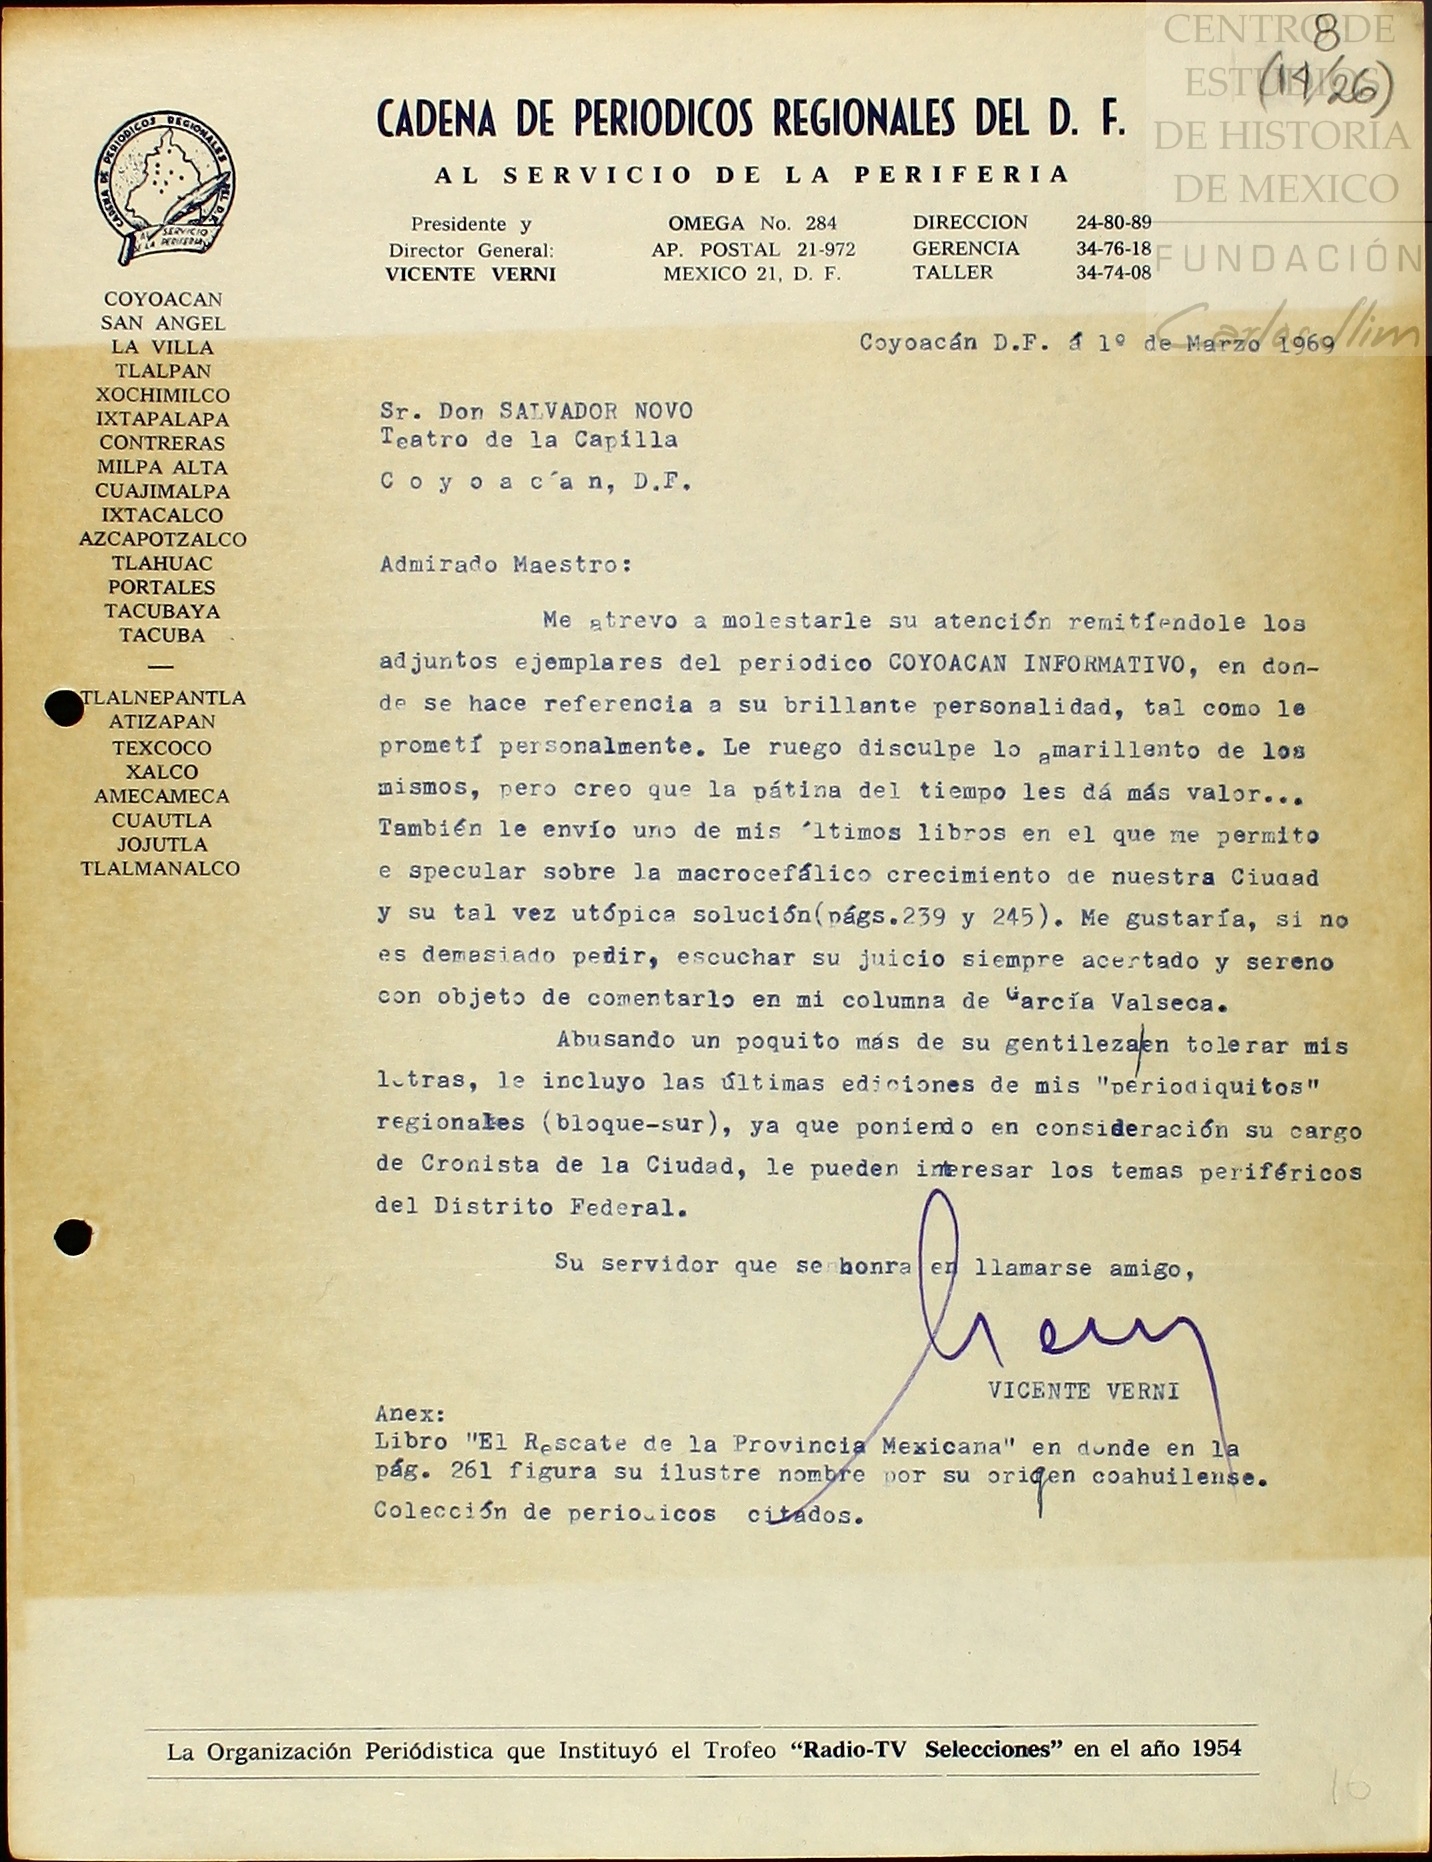 CENTRO DE
ESTUDIOS
DE HISTORIA
DE MEXICO
FUNDACIÓN
Carlos Slim
8
(14/26)
CADENA DE PERIODICOS REGIONALES DEL D. F.
AL SERVICIO DE LA PERIFERIA
CADENA DE PERIODICOS REGIONALES DEL D.F.
AL SERVICIO
DE LA PERIFERIA
Presidente y
Director General:
VICENTE VERNI
OMEGA No. 284
AP. POSTAL 21-972
MEXICO 21, D. F.
DIRECCION 24-80-89
GERENCIA 34-76-18
TALLER 34-74-08
COYOACAN
SAN ANGEL
LA VILLA
TLALPAN
XOCHIMILCO
IXTAPALAPA
CONTRERAS
MILPA ALTA
CUAJIMALPA
IXTACALCO
AZCAPOTZALCO
TLAHUAC
PORTALES
TACUBAYA
TACUBA
—
TLALNEPANTLA
ATIZAPAN
TEXCOCO
XALCO
AMECAMECA
CUAUTLA
JOJUTLA
TLALMANALCO
Coyoacán D.F. á 1º de Marzo 1969
Sr. Don SALVADOR NOVO
Teatro de la Capilla
C o y o a c´a n, D.F.
Admirado Maestro:
Me atrevo a molestarle su atención remitíendole los
adjuntos ejemplares del periodico COYOACAN INFORMATIVO, en don-
de se hace referencia a su brillante personalidad, tal como le
prometí personalmente. Le ruego disculpe lo amarillento de los
mismos, pero creo que la pátina del tiempo les dá más valor...
También le envío uno de mis ´ltimos libros en el que me permito
e specular sobre la macrocefálico crecimiento de nuestra Ciudad
y su tal vez utópica solución(págs.239 y 245). Me gustaría, si no
es demasiado pedir, escuchar su juicio siempre acertado y sereno
con objeto de comentarlo en mi columna de García Valseca.
Abusando un poquito más de su gentileza/en tolerar mis
letras, le incluyo las últimas ediciones de mis "periodiquitos"
regionales (bloque-sur), ya que poniendo en consideración su cargo
de Cronista de la Ciudad, le pueden interesar los temas periféricos
del Distrito Federal.
Su servidor que se honra en llamarse amigo,
Verny
VICENTE VERNI
Anex:
Libro "El Rescate de la Provincia Mexicana" en donde en la
pág. 261 figura su ilustre nombre por su origen coahuilense.
Colección de periodicos citados.
La Organización Periódistica que Instituyó el Trofeo “Radio-TV Selecciones” en el año 1954
16